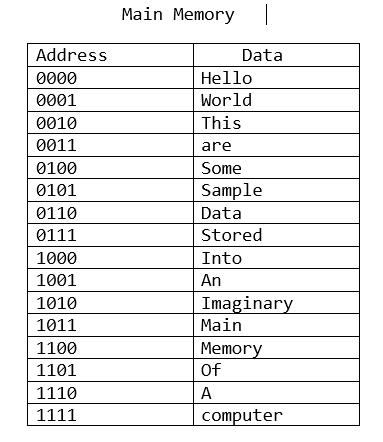 Main Memory
Address Data
0000 Hello
0001 World
0010 This
0011 are
0100 Some
0101 Sample
0110 Data
0111 Stored
1000 Into
1001 An
1010 Imaginary
1011 Main
1100 Memory
1101 Of
1110 A
1111 computer